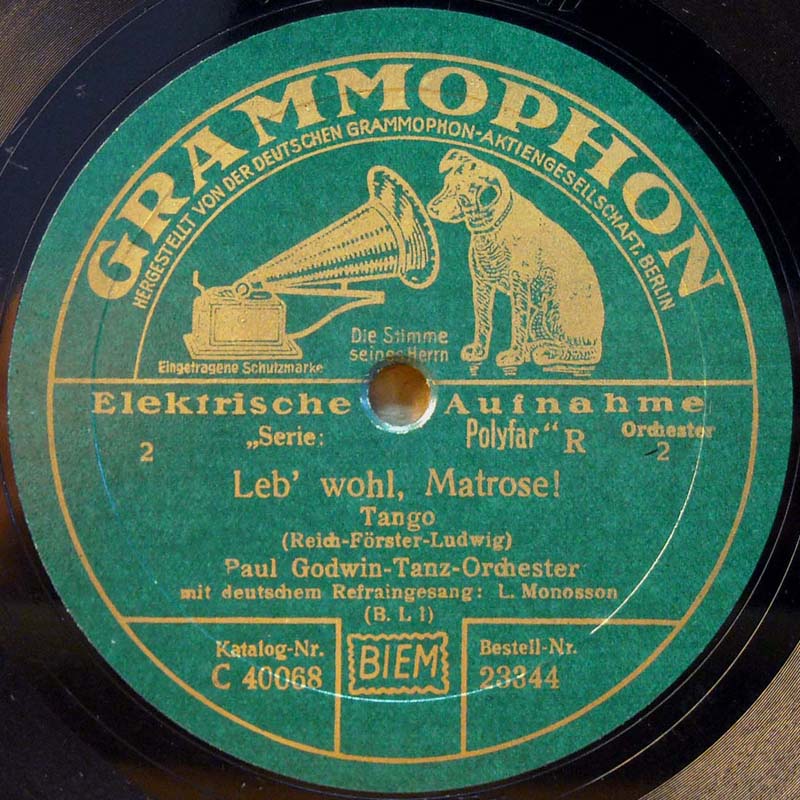 GRAMMOPHON
HERGESTELLT VON DER DEUTSCHEN GRAMMOPHON-AKTIENGESELLSCHAFT, BERLIN
Die Stimme
seines Herrn
Eingetragene Schutzmarke
Elektrische Aufnahme
2 „Serie: Polyfar“ R Orchester 2
Leb' wohl, Matrose!
Tango
(Reich-Förster-Ludwig)
Paul Godwin-Tanz-Orchester
mit deutschem Refraingesang: L. Monosson
(B. L 1)
Katalog-Nr. BIEM Bestell-Nr.
C 40068 23344